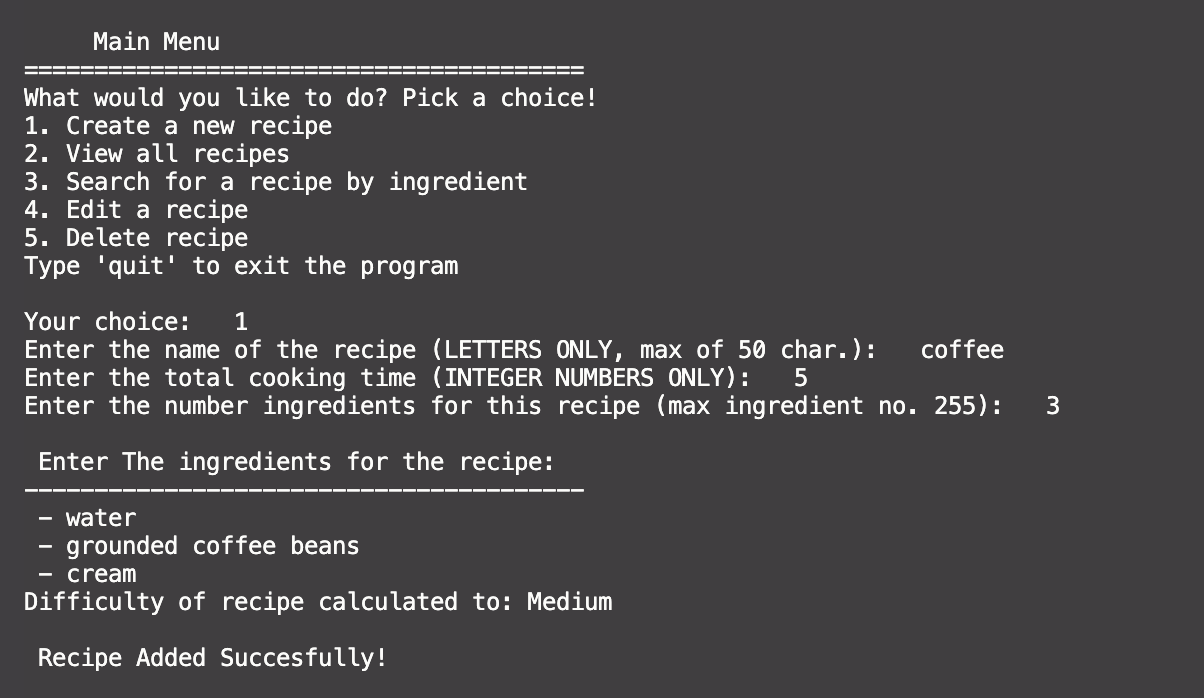 Main Menu
========================================
What would you like to do? Pick a choice!
1. Create a new recipe
2. View all recipes
3. Search for a recipe by ingredient
4. Edit a recipe
5. Delete recipe
Type 'quit' to exit the program
Your choice:   1
Enter the name of the recipe (LETTERS ONLY, max of 50 char.):   coffee
Enter the total cooking time (INTEGER NUMBERS ONLY):   5
Enter the number ingredients for this recipe (max ingredient no. 255):   3
Enter The ingredients for the recipe:
----------------------------------------
- water
- grounded coffee beans
- cream
Difficulty of recipe calculated to: Medium
Recipe Added Succesfully!